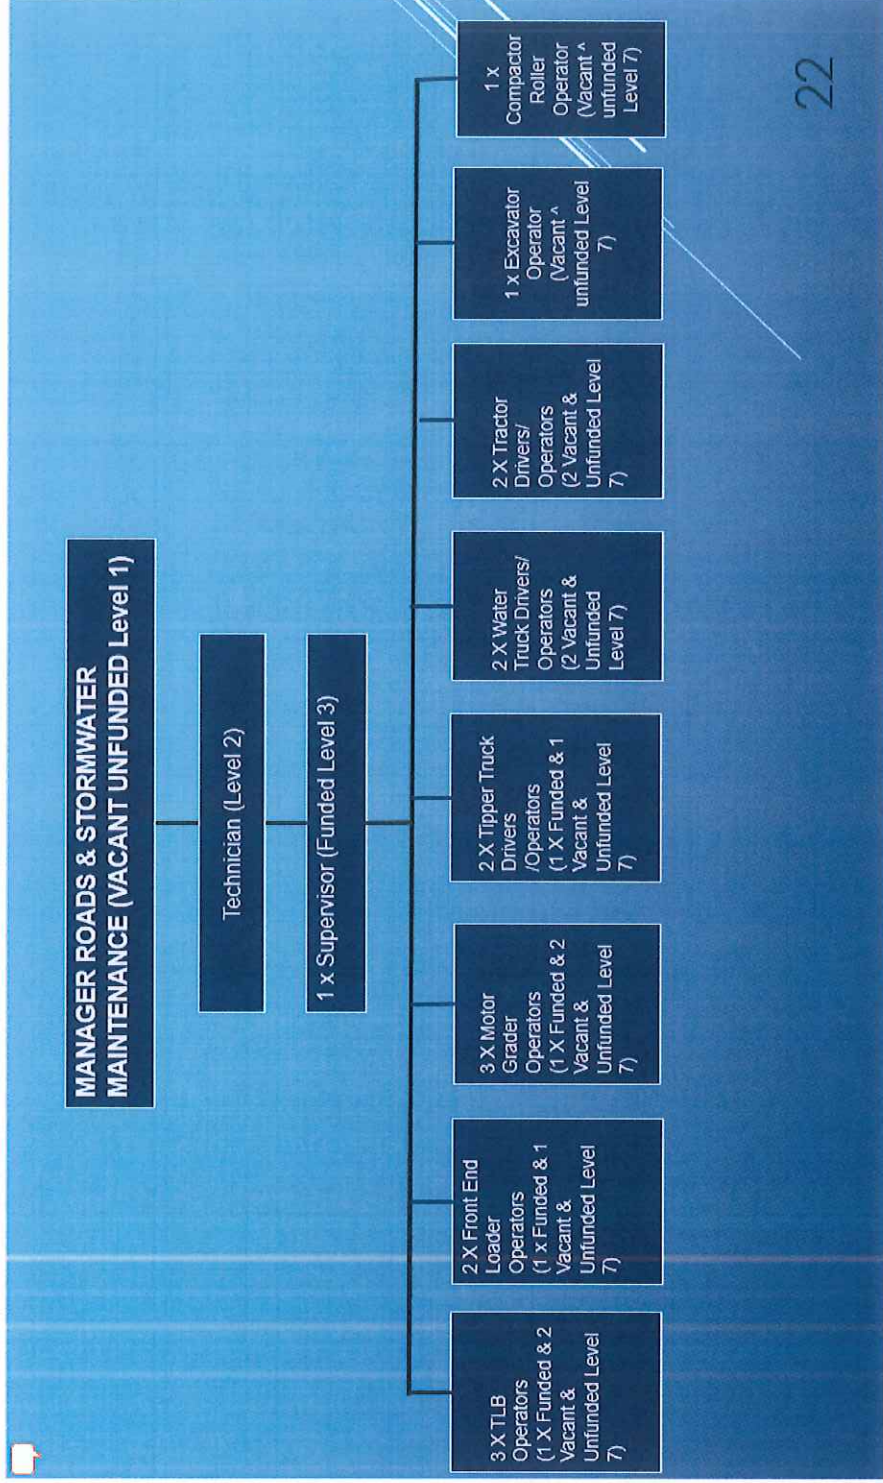 MANAGER ROADS & STORMWATER
MAINTENANCE (VACANT UNFUNDED Level 1)
Technician (Level 2)
1 x Supervisor (Funded Level 3)
3 X TLB
Operators
(1 X Funded & 2
Vacant &
Unfunded Level
7)
2 X Front End
Loader
Operators
(1 x Funded & 1
Vacant &
Unfunded Level
7)
3 X Motor
Grader
Operators
(1 X Funded & 2
Vacant &
Unfunded Level
7)
2 X Tipper Truck
Drivers
/Operators
(1 X Funded & 1
Vacant &
Unfunded Level
7)
2 X Water
Truck Drivers/
Operators
(2 Vacant &
Unfunded
Level 7)
2 X Tractor
Drivers/
Operators
(2 Vacant &
Unfunded Level
7)
1 x Excavator
Operator
(Vacant ^
unfunded Level
7)
1 x
Compactor
Roller
Operator
(Vacant ^
unfunded
Level 7)
22